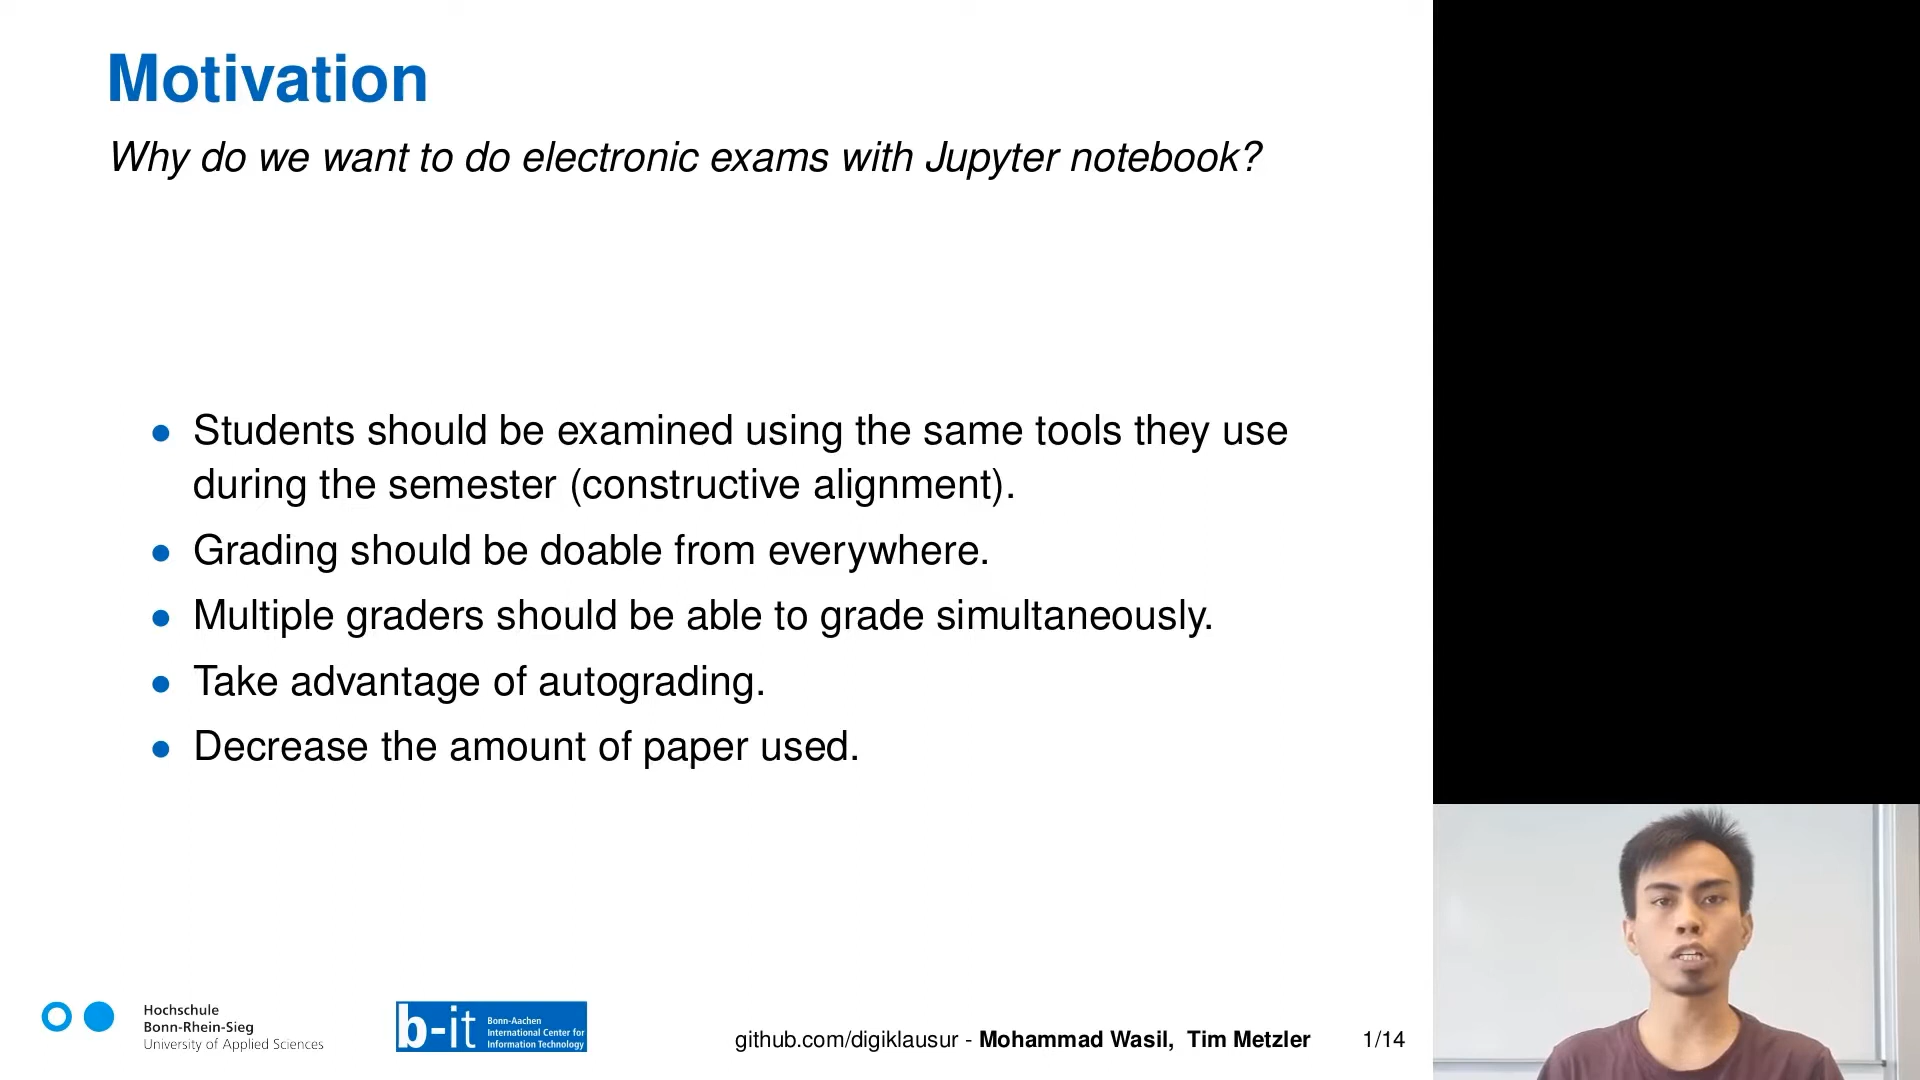 Motivation
Why do we want to do electronic exams with Jupyter notebook?
• Students should be examined using the same tools they use
during the semester (constructive alignment).
• Grading should be doable from everywhere.
• Multiple graders should be able to grade simultaneously.
• Take advantage of autograding.
• Decrease the amount of paper used.
Hochschule
Bonn-Rhein-Sieg
University of Applied Sciences
b-it
Bonn-Aachen
International Center for
Information Technology
github.com/digiklausur - Mohammad Wasil, Tim Metzler 1/14